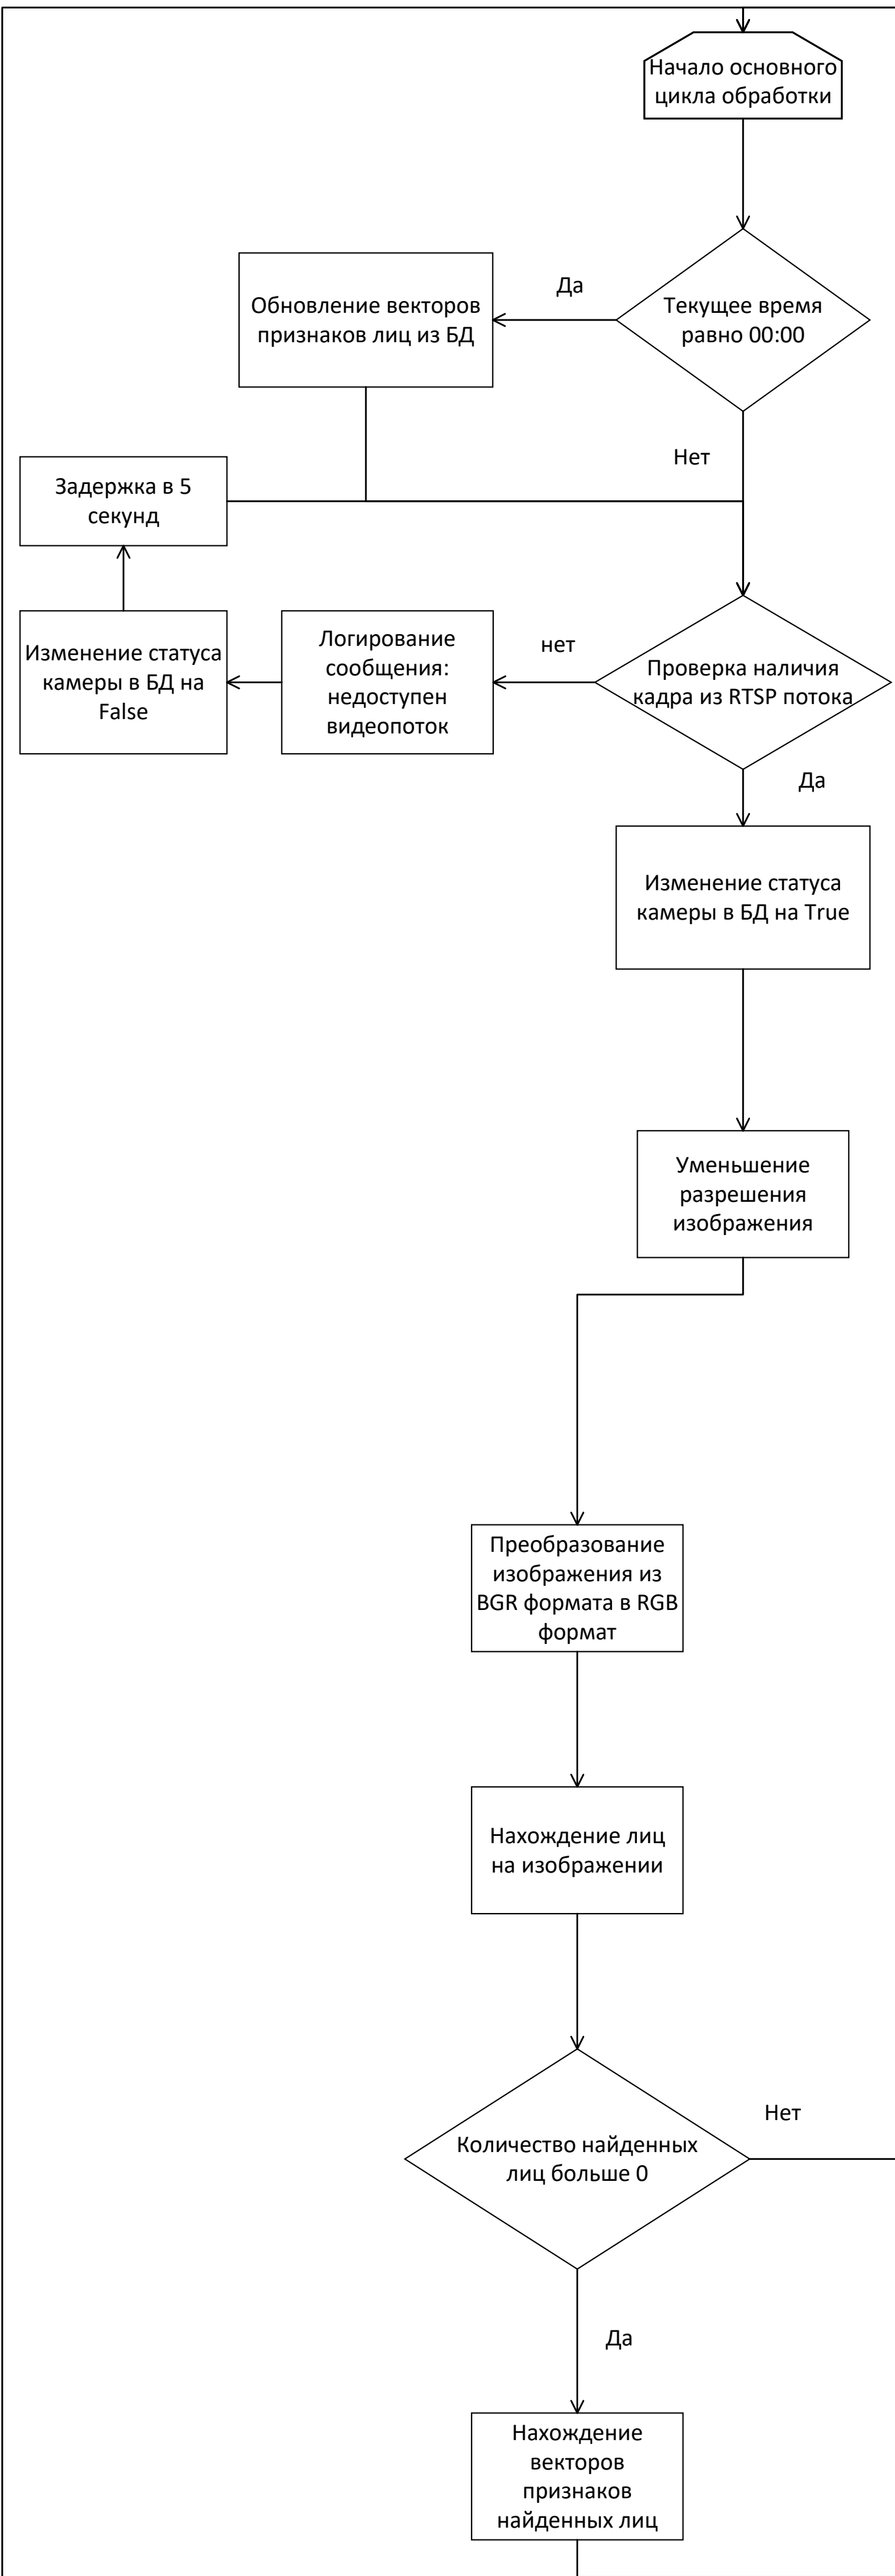 Начало основного
цикла обработки
Да
Обновление векторов
признаков лиц из БД
Текущее время
равно 00:00
Нет
Задержка в 5
секунд
Изменение статуса
камеры в БД на
False
Логирование
сообщения:
недоступен
видеопоток
нет
Проверка наличия
кадра из RTSP потока
Да
Изменение статуса
камеры в БД на True
Уменьшение
разрешения
изображения
Преобразование
изображения из
BGR формата в RGB
формат
Нахождение лиц
на изображении
Нет
Количество найденных
лиц больше 0
Да
Нахождение
векторов
признаков
найденных лиц